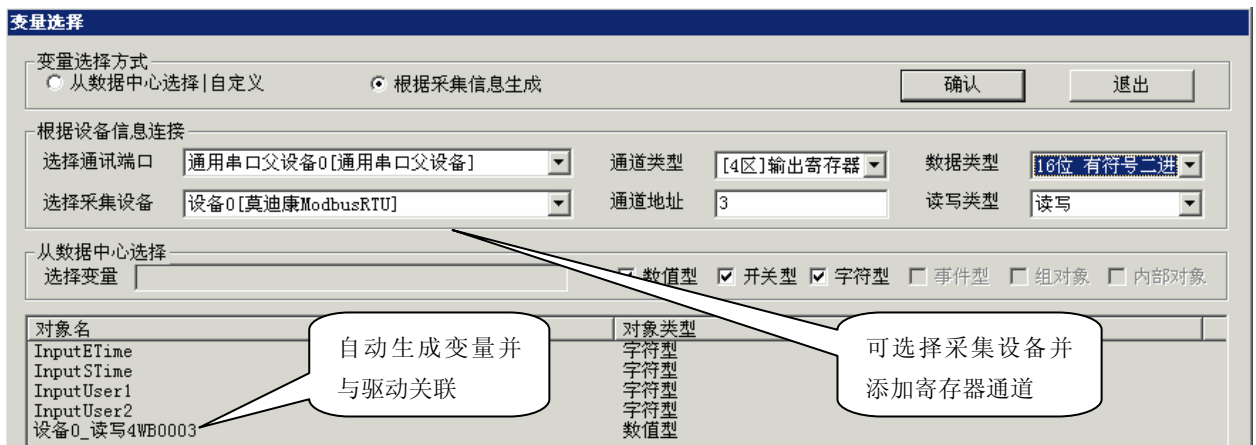 变量选择
变量选择方式
从数据中心选择|自定义 根据采集信息生成 确认 退出
根据设备信息连接
选择通讯端口 通用串口父设备0[通用串口父设备] 通道类型 [4区]输出寄存器 数据类型 16位 有符号二进
选择采集设备 设备0[莫迪康ModbusRTU] 通道地址 3 读写类型 读写
从数据中心选择
选择变量 数值型 开关型 字符型 事件型 组对象 内部对象
对象名 对象类型
InputETime 字符型
InputSTime 字符型
InputUser1 字符型
InputUser2 字符型
设备0_读写4WB0003 数值型
自动生成变量并
与驱动关联
可选择采集设备并
添加寄存器通道